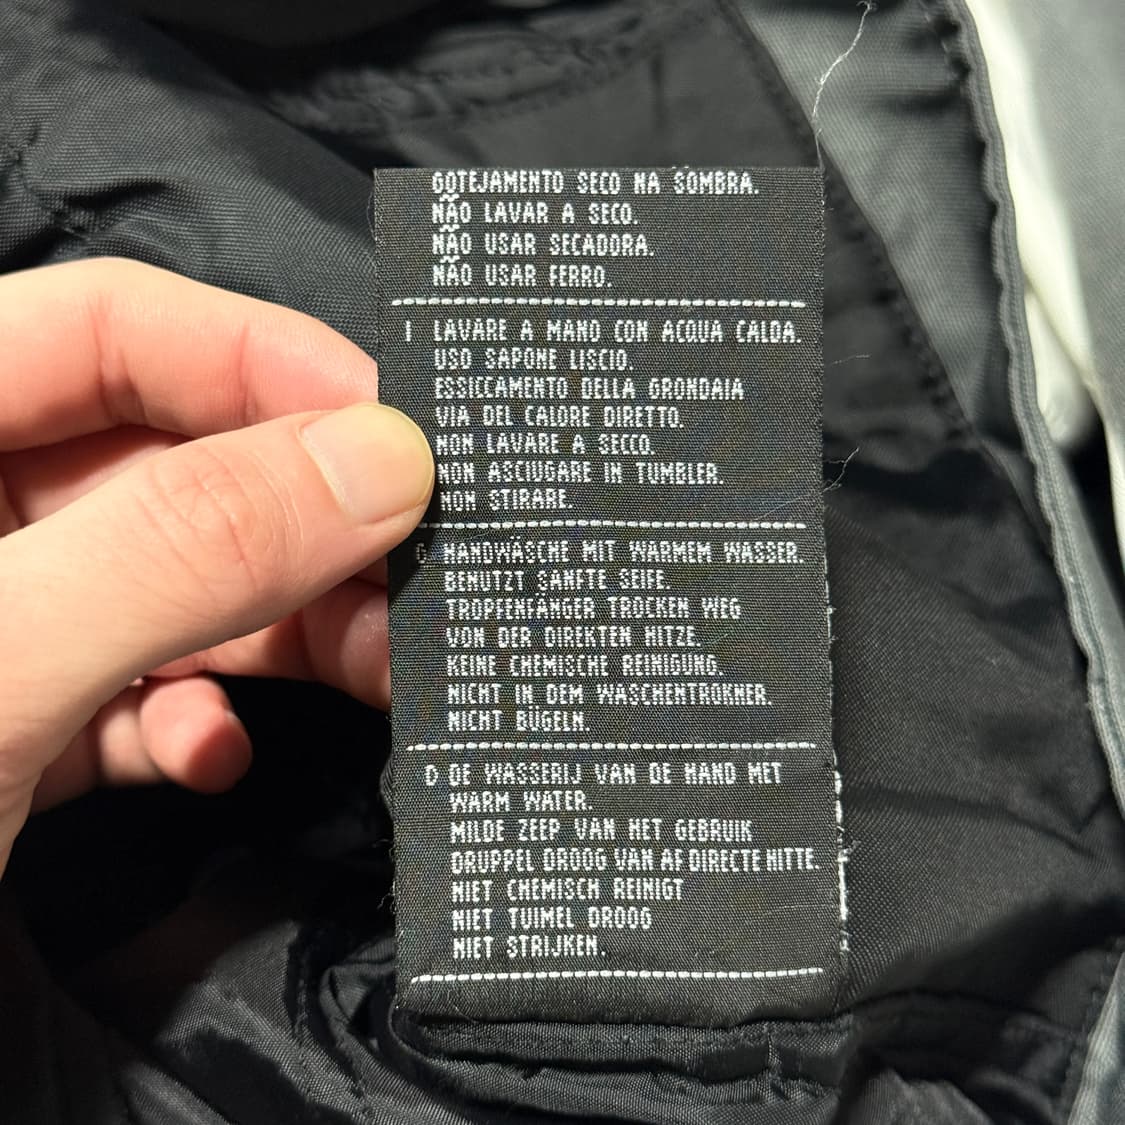 GOTEJAMENTO SECO NA SOMBRA.
NÃO LAVAR A SECO.
NÃO USAR SECADORA.
NÃO USAR FERRO.
I LAVARE A MANO CON ACQUA CALDA.
USO SAPONE LISCIO.
ESSICCAMENTO DELLA GRONDAIA
VIA DEL CALORE DIRETTO.
NON LAVARE A SECCO.
NON ASCIUGARE IN TUMBLER.
NON STIRARE.
G HANDWÄSCHE MIT WARMEM WASSER.
BENUTZT SANFTE SEIFE.
TROPFENFÄNGER TROCKEN WEG
VON DER DIREKTEN HITZE.
KEINE CHEMISCHE REINIGUNG.
NICHT IN DEM WASCHENTROKNER.
NICHT BÜGELN.
D DE WASSERIJ VAN DE HAND MET
WARM WATER.
MILDE ZEEP VAN HET GEBRUIK
DRUPPEL DROOG VAN AF DIRECTE HITTE.
NIET CHEMISCH REINIGT
NIET TUIMEL DROOG
NIET STRIJKEN.